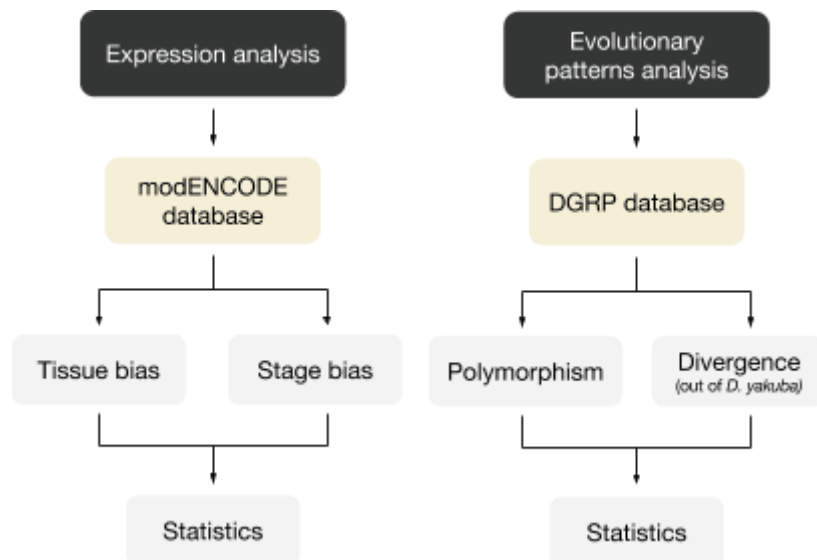 Expression analysis
modENCODE
database
Tissue bias
Stage bias
Statistics
Evolutionary
patterns analysis
DGRP database
Polymorphism
Divergence
(out of D. yakuba)
Statistics